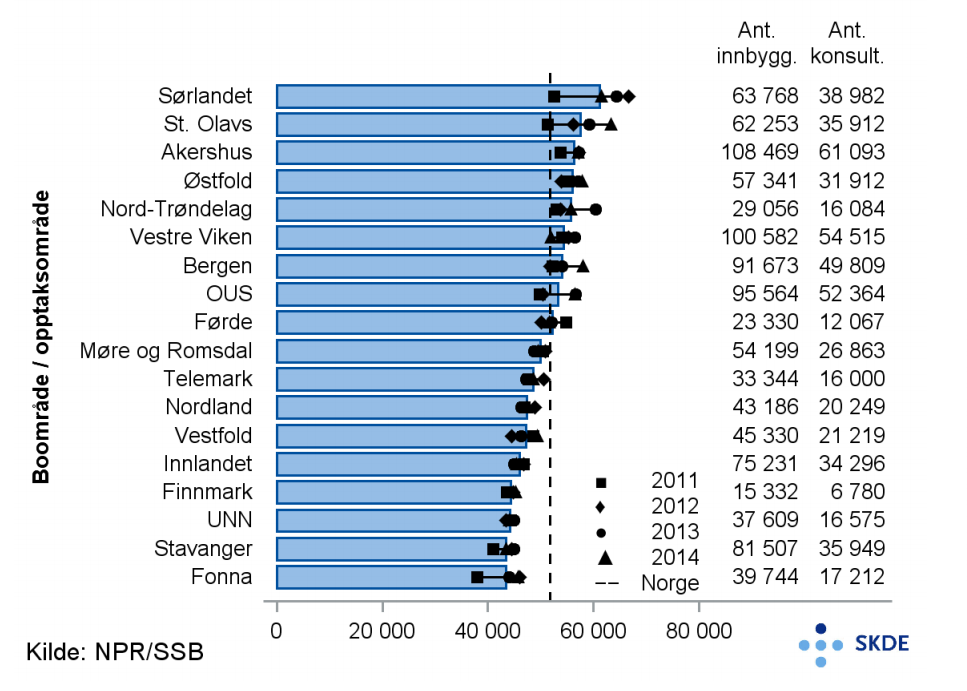 Ant. Ant.
innbygg. konsult.
Boområde / opptaksområde
Sørlandet 63 768 38 982
St. Olavs 62 253 35 912
Akershus 108 469 61 093
Østfold 57 341 31 912
Nord-Trøndelag 29 056 16 084
Vestre Viken 100 582 54 515
Bergen 91 673 49 809
OUS 95 564 52 364
Førde 23 330 12 067
Møre og Romsdal 54 199 26 863
Telemark 33 344 16 000
Nordland 43 186 20 249
Vestfold 45 330 21 219
Innlandet 75 231 34 296
Finnmark 15 332 6 780
UNN 37 609 16 575
Stavanger 81 507 35 949
Fonna 39 744 17 212
2011
2012
2013
2014
Norge
0 20 000 40 000 60 000 80 000
Kilde: NPR/SSB
SKDE